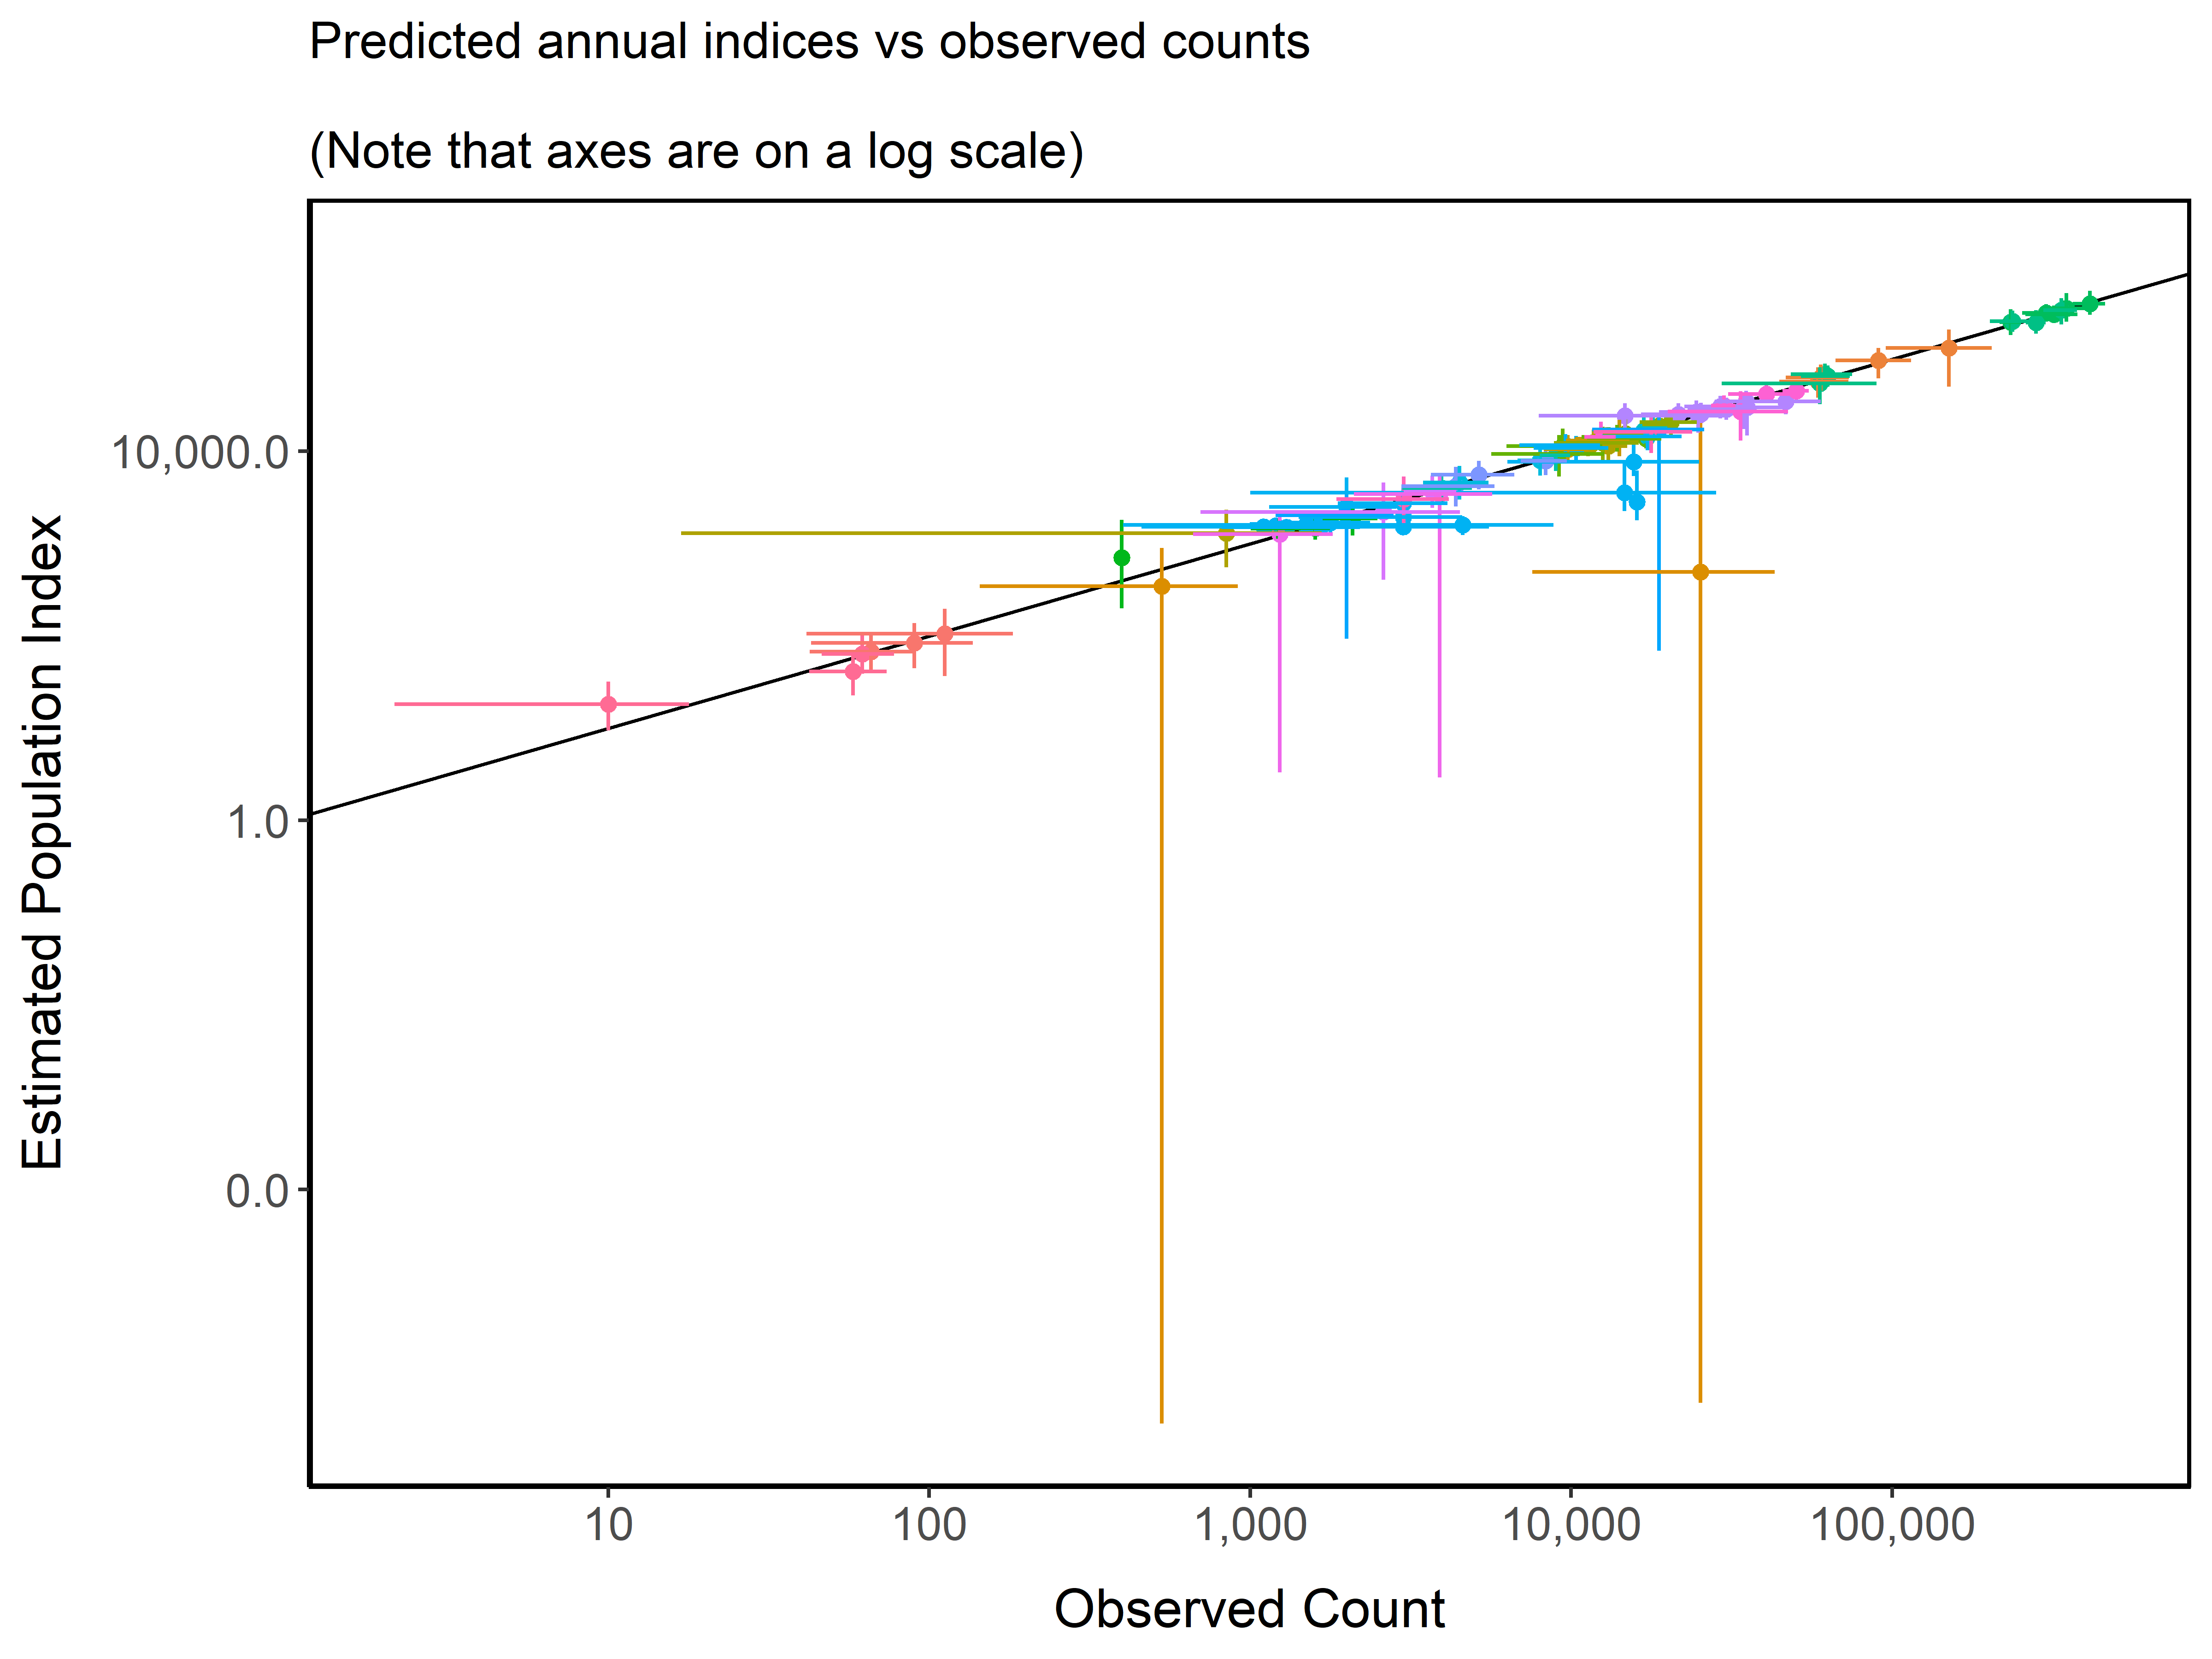 Predicted annual indices vs observed counts
(Note that axes are on a log scale)
Estimated Population Index
10,000.0
1.0
0.0
10
100
1,000
10,000
100,000
Observed Count